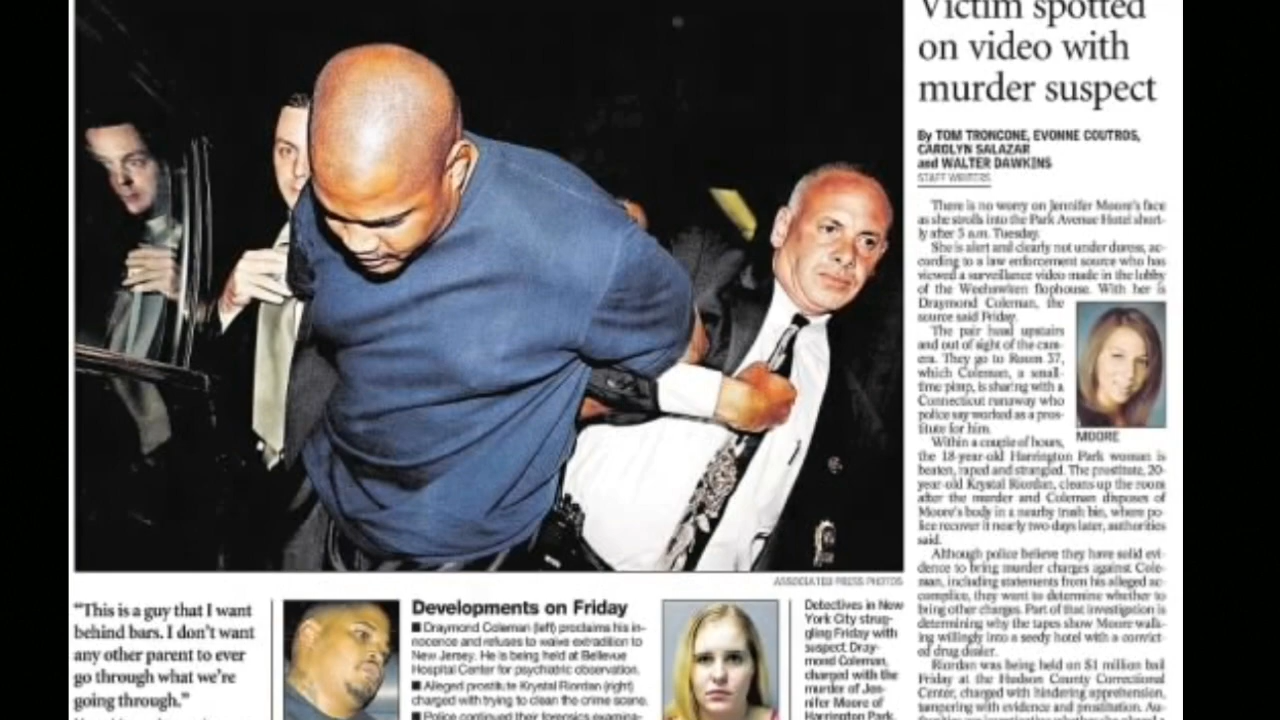 Victim spotted
on video with
murder suspect
By TOM TRONCONE, EVONNE COUTROS,
CAROLYN SALAZAR
and WALTER DAWKINS
STAFF WRITERS
There is no worry on Jennifer Moore's face
as she strolls into the Park Avenue Hotel short-
ly after 5 a.m. Tuesday.
She is alert and clearly not under duress, ac-
cording to a law enforcement source who has
viewed a surveillance video made in the lobby
of the Weehawken flophouse. With her is
Draymond Coleman, the
source said Friday.
The pair head upstairs
and out of sight of the cam-
era. They go to Room 37,
which Coleman, a small-
time pimp, is sharing with a
Connecticut runaway who
police say worked as a pros-
titute for him.
MOORE
Within a couple of hours,
the 18-year-old Harrington Park woman is
beaten, raped and strangled. The prostitute, 20-
year-old Krystal Riordan, cleans up the room
after the murder and Coleman disposes of
Moore's body in a nearby trash bin, where po-
lice recover it nearly two days later, authorities
said.
Although police believe they have solid evi-
dence to bring murder charges against Cole-
man, including statements from his alleged ac-
complice, they want to determine whether to
bring other charges. Part of that investigation is
determining why the tapes show Moore walk-
ing willingly into a seedy hotel with a convict-
ed drug dealer.
Riordan was being held on $1 million bail
Friday at the Hudson County Correctional
Center, charged with hindering apprehension,
tampering with evidence and prostitution. Au-
ASSOCIATED PRESS PHOTOS
"This is a guy that I want
behind bars. I don't want
any other parent to ever
go through what we're
going through."
Developments on Friday
■ Draymond Coleman (left) proclaims his in-
nocence and refuses to waive extradition to
New Jersey. He is being held at Bellevue
Hospital Center for psychiatric observation.
■ Alleged prostitute Krystal Riordan (right)
charged with trying to clean the crime scene.
■ Police continued their forensics examina-
Detectives in New
York City strug-
gling Friday with
suspect Dray-
mond Coleman,
charged with the
murder of Jen-
nifer Moore of
Harrington Park.